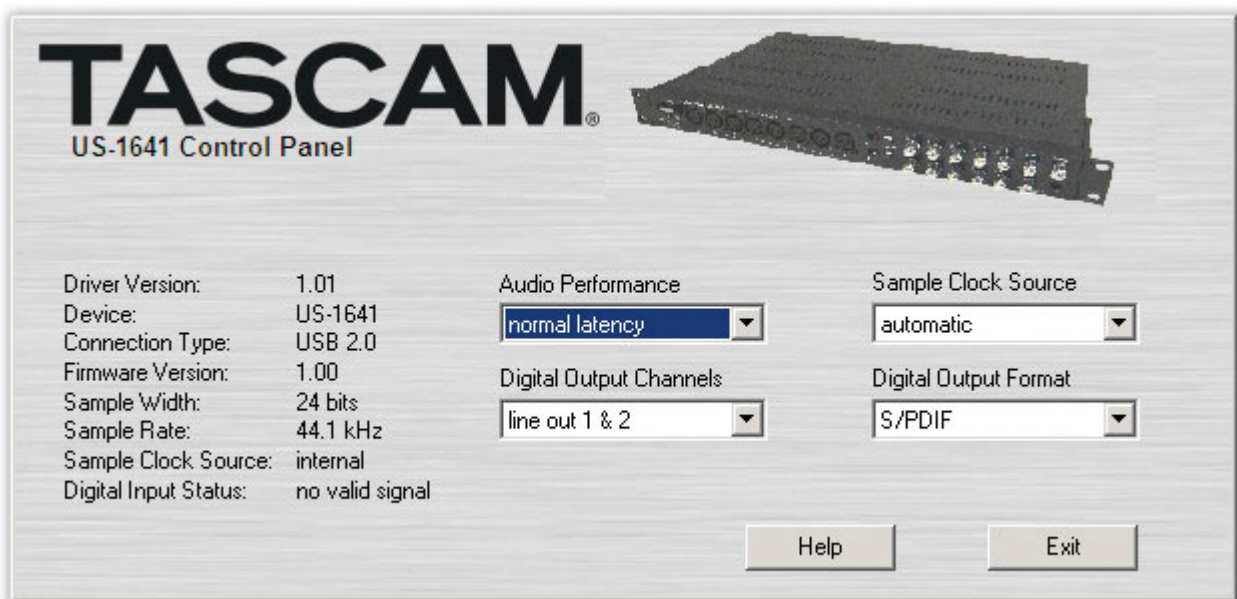 TASCAM®
US-1641 Control Panel
Driver Version: 1.01
Device: US-1641
Connection Type: USB 2.0
Firmware Version: 1.00
Sample Width: 24 bits
Sample Rate: 44.1 kHz
Sample Clock Source: internal
Digital Input Status: no valid signal
Audio Performance
normal latency
Digital Output Channels
line out 1 & 2
Sample Clock Source
automatic
Digital Output Format
S/PDIF
Help
Exit